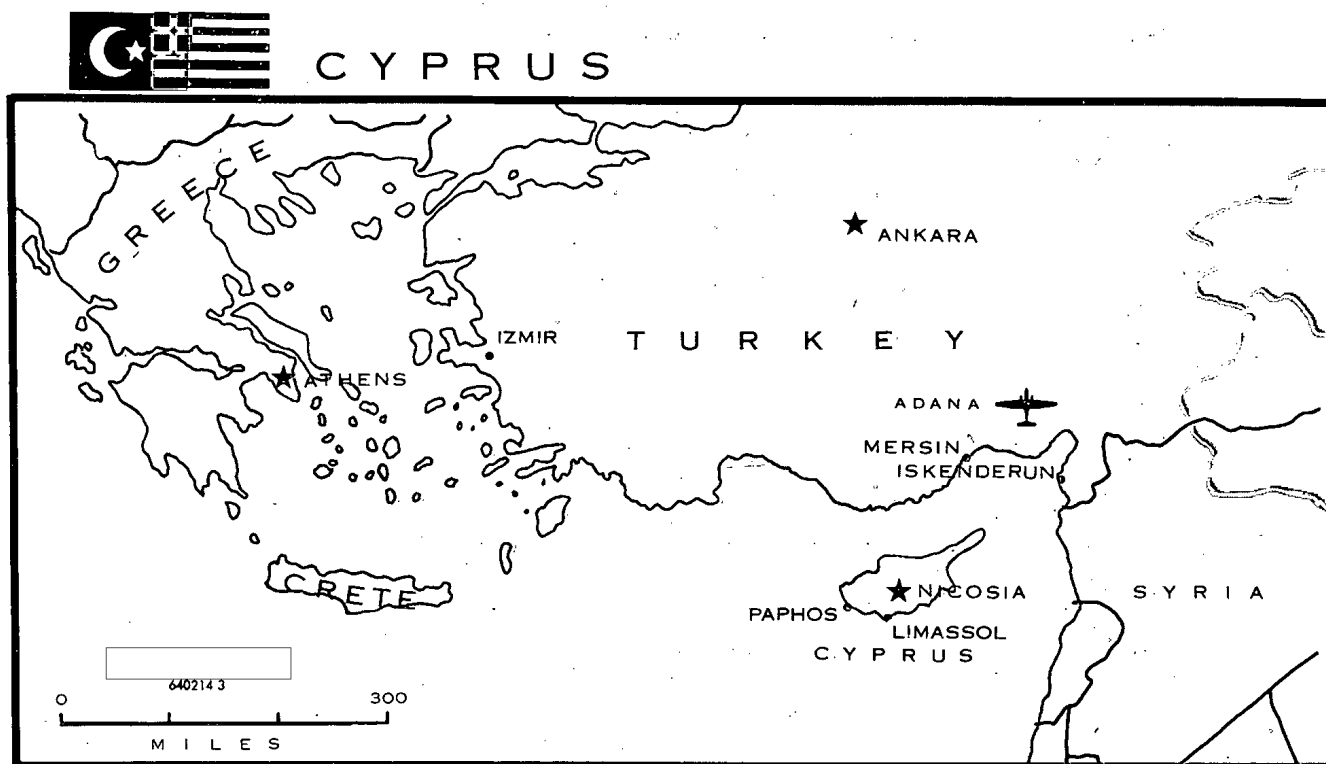 CYPRUS
GREECE
ANKARA
IZMIR
TURKEY
ATHENS
ADANA
MERSIN
ISKENDERUN
CRETE
NICOSIA
SYRIA
PAPHOS
LIMASSOL
CYPRUS
640214 3
0 300
MILES